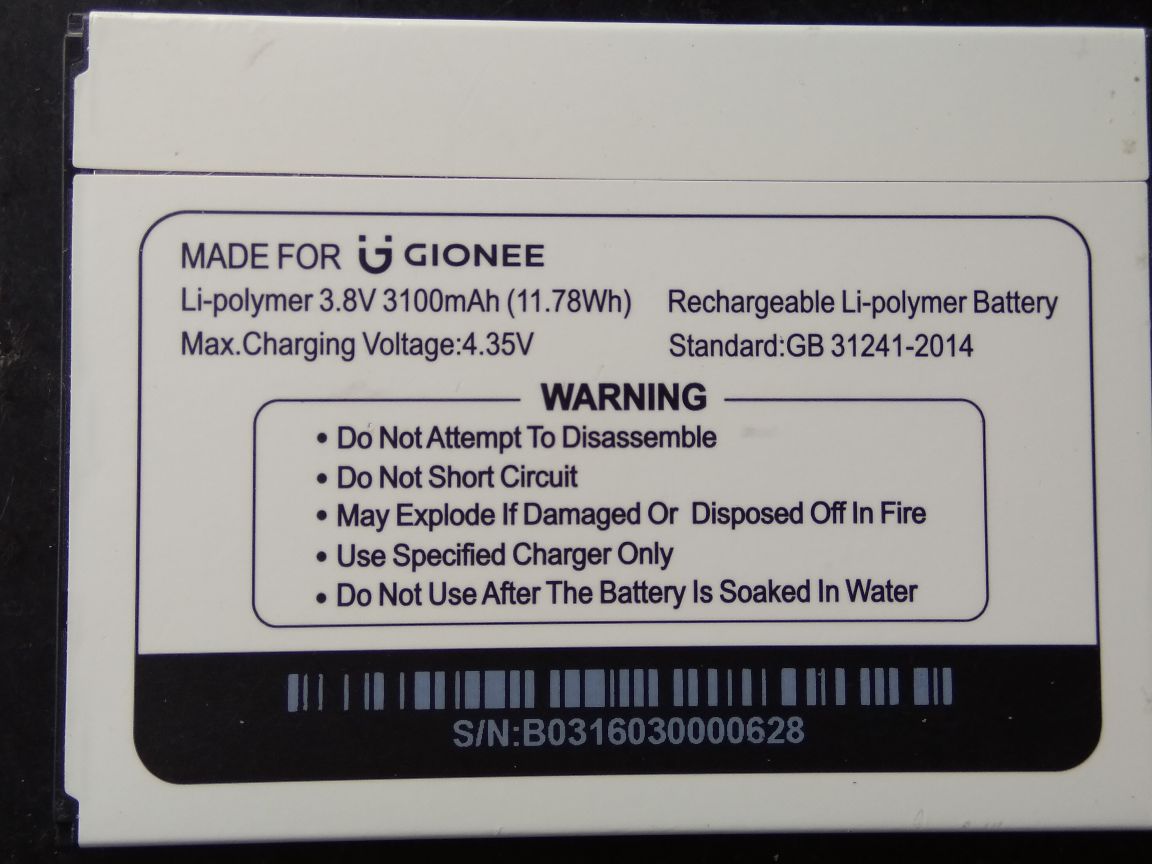 MADE FOR GIONEE
Li-polymer 3.8V 3100mAh (11.78Wh) Rechargeable Li-polymer Battery
Max.Charging Voltage:4.35V Standard:GB 31241-2014
WARNING
• Do Not Attempt To Disassemble
• Do Not Short Circuit
• May Explode If Damaged Or Disposed Off In Fire
• Use Specified Charger Only
• Do Not Use After The Battery Is Soaked In Water
S/N:B0316030000628